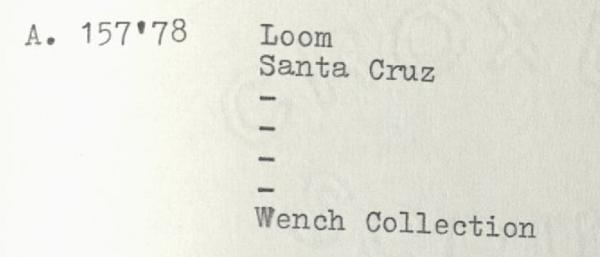 A. 157'78 Loom
Santa Cruz
-
-
-
-
Wench Collection